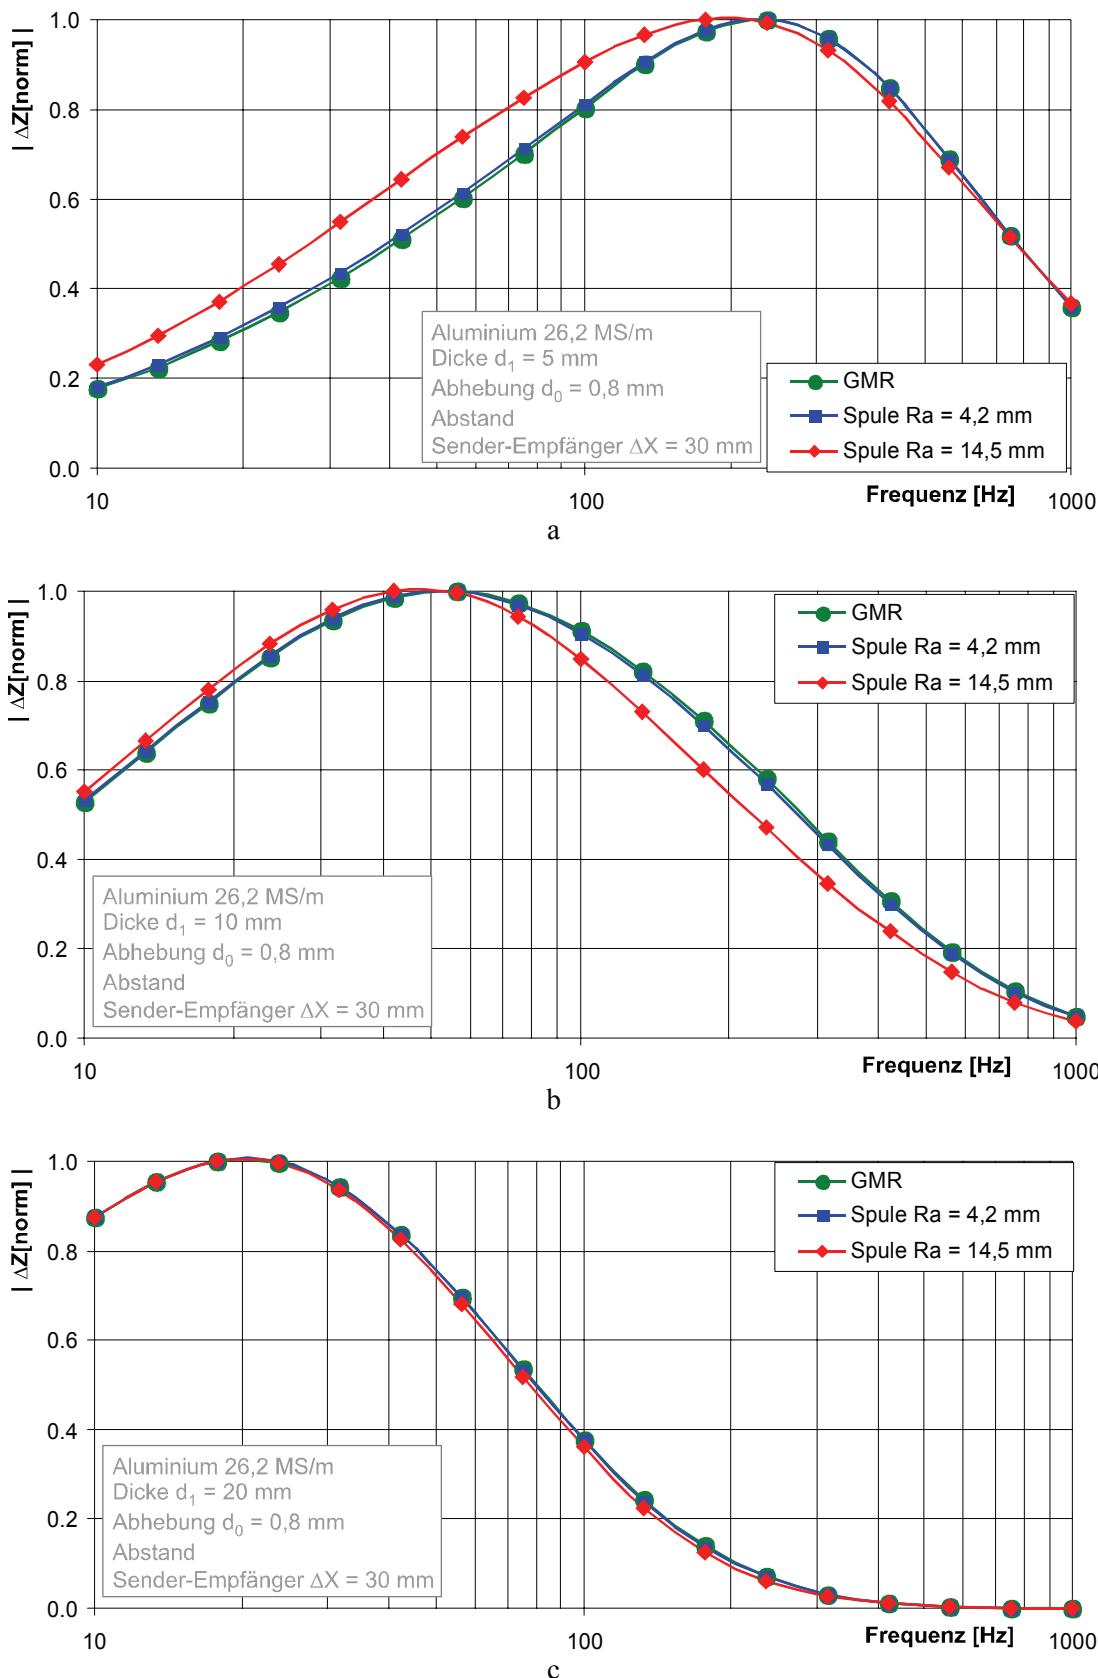 | ΔZ[norm] |
1.0
0.8
0.6
0.4
0.2
0.0
Aluminium 26,2 MS/m
Dicke d1 = 5 mm
Abhebung d0 = 0,8 mm
Abstand
Sender-Empfänger ΔX = 30 mm
GMR
Spule Ra = 4,2 mm
Spule Ra = 14,5 mm
10
100
Frequenz [Hz]
1000
a
| ΔZ[norm] |
1.0
0.8
0.6
0.4
0.2
0.0
GMR
Spule Ra = 4,2 mm
Spule Ra = 14,5 mm
Aluminium 26,2 MS/m
Dicke d1 = 10 mm
Abhebung d0 = 0,8 mm
Abstand
Sender-Empfänger ΔX = 30 mm
10
100
Frequenz [Hz]
1000
b
| ΔZ[norm] |
1.0
0.8
0.6
0.4
0.2
0.0
GMR
Spule Ra = 4,2 mm
Spule Ra = 14,5 mm
Aluminium 26,2 MS/m
Dicke d1 = 20 mm
Abhebung d0 = 0,8 mm
Abstand
Sender-Empfänger ΔX = 30 mm
10
100
Frequenz [Hz]
1000
c